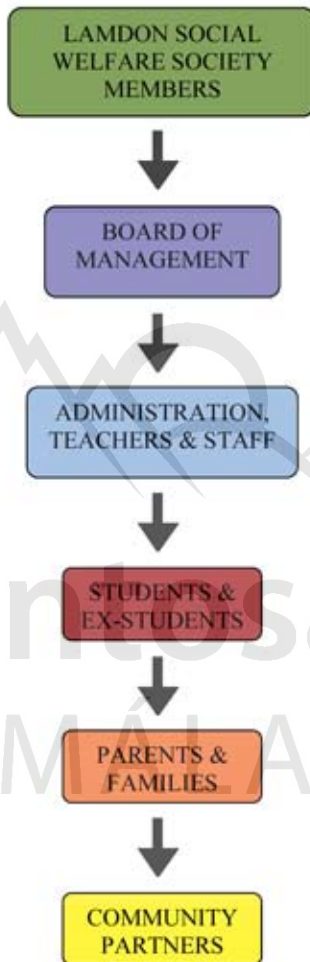 LAMDON SOCIAL
WELFARE SOCIETY
MEMBERS
BOARD OF
MANAGEMENT
ADMINISTRATION,
TEACHERS & STAFF
STUDENTS &
EX-STUDENTS
PARENTS &
FAMILIES
COMMUNITY
PARTNERS